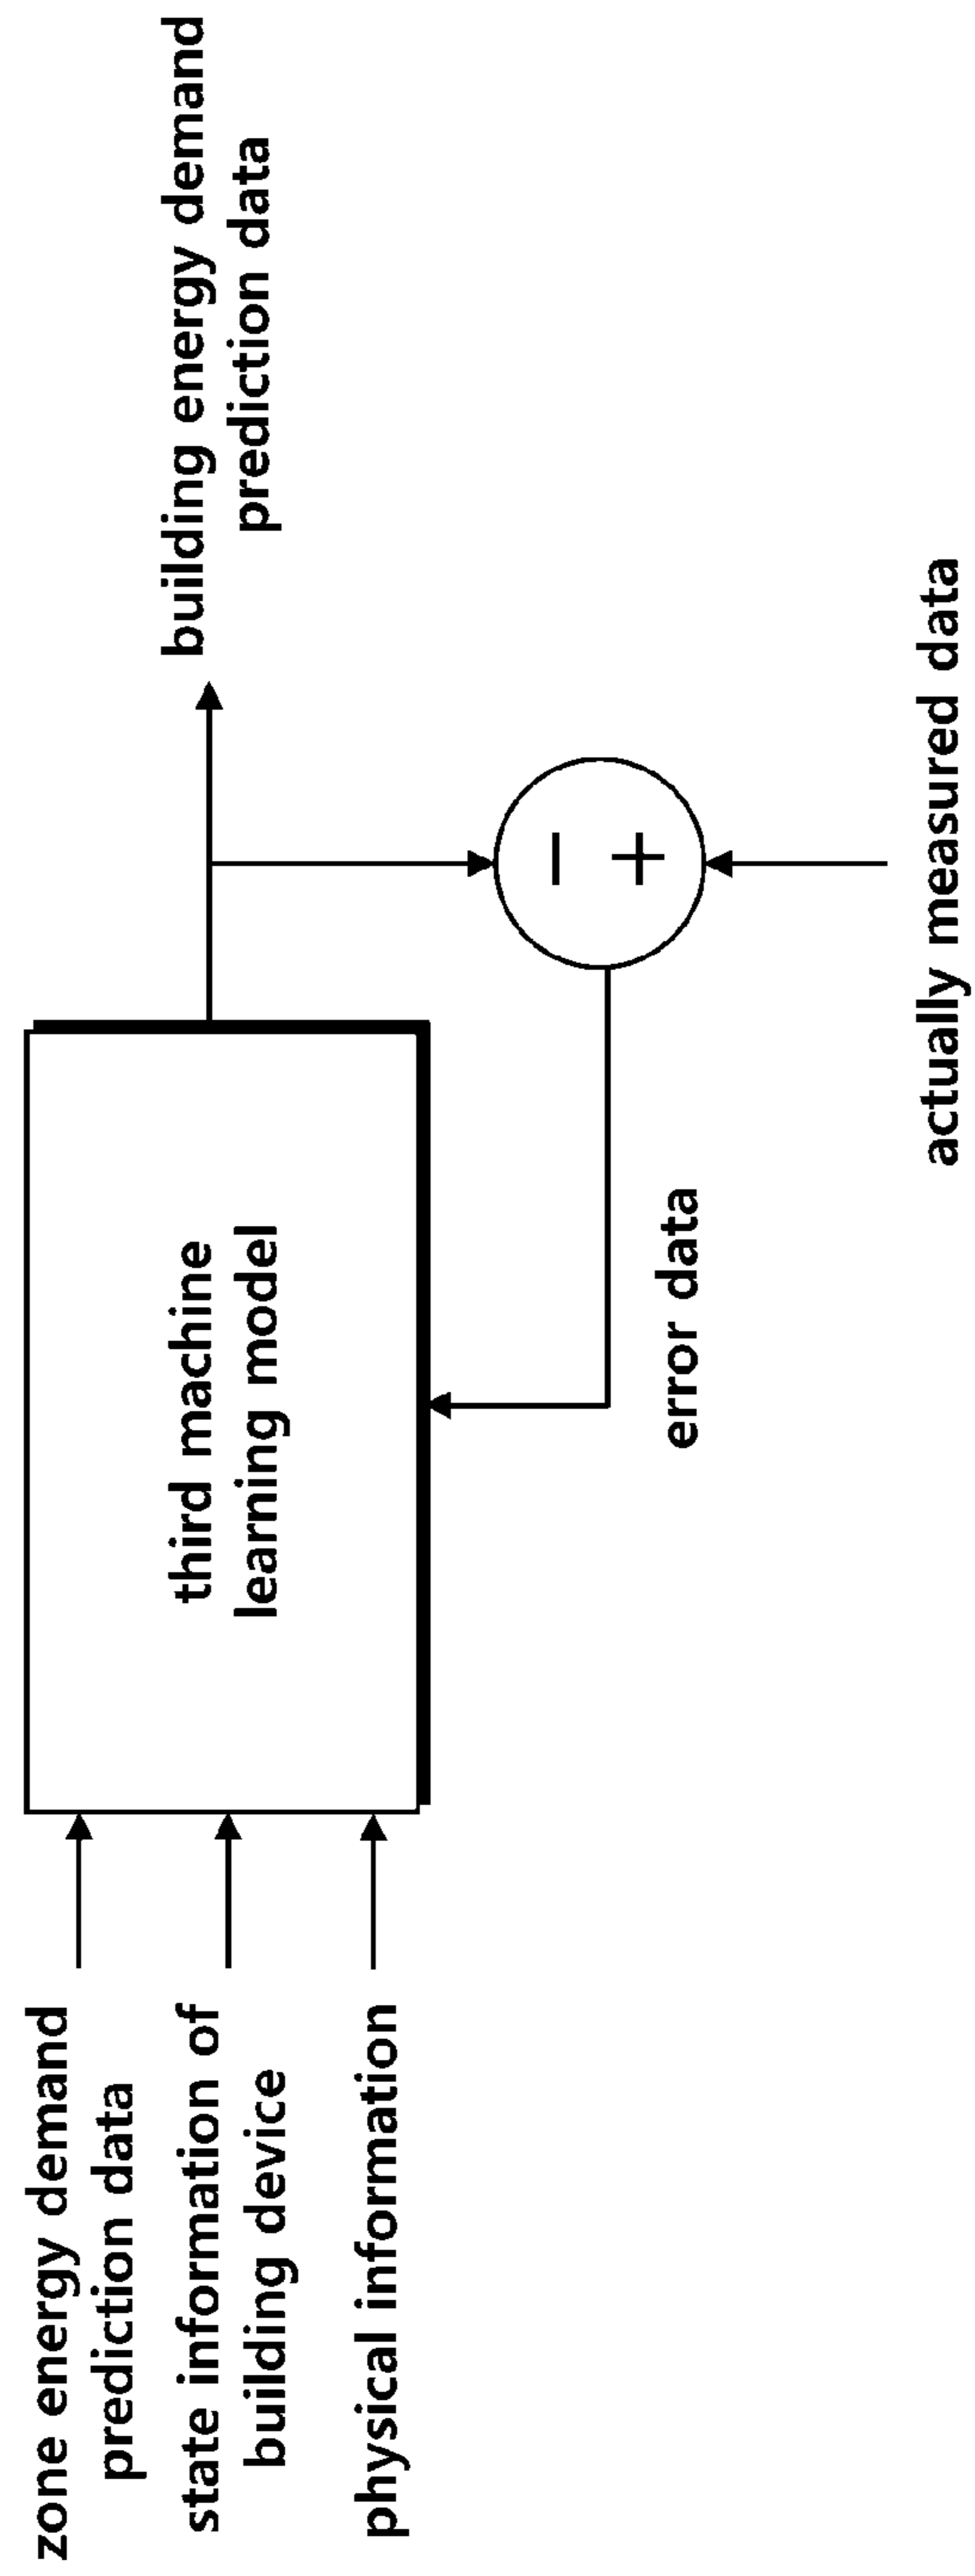 zone energy demand
prediction data
state information of
building device
physical information
third machine
learning model
building energy demand
prediction data
−
+
error data
actually measured data